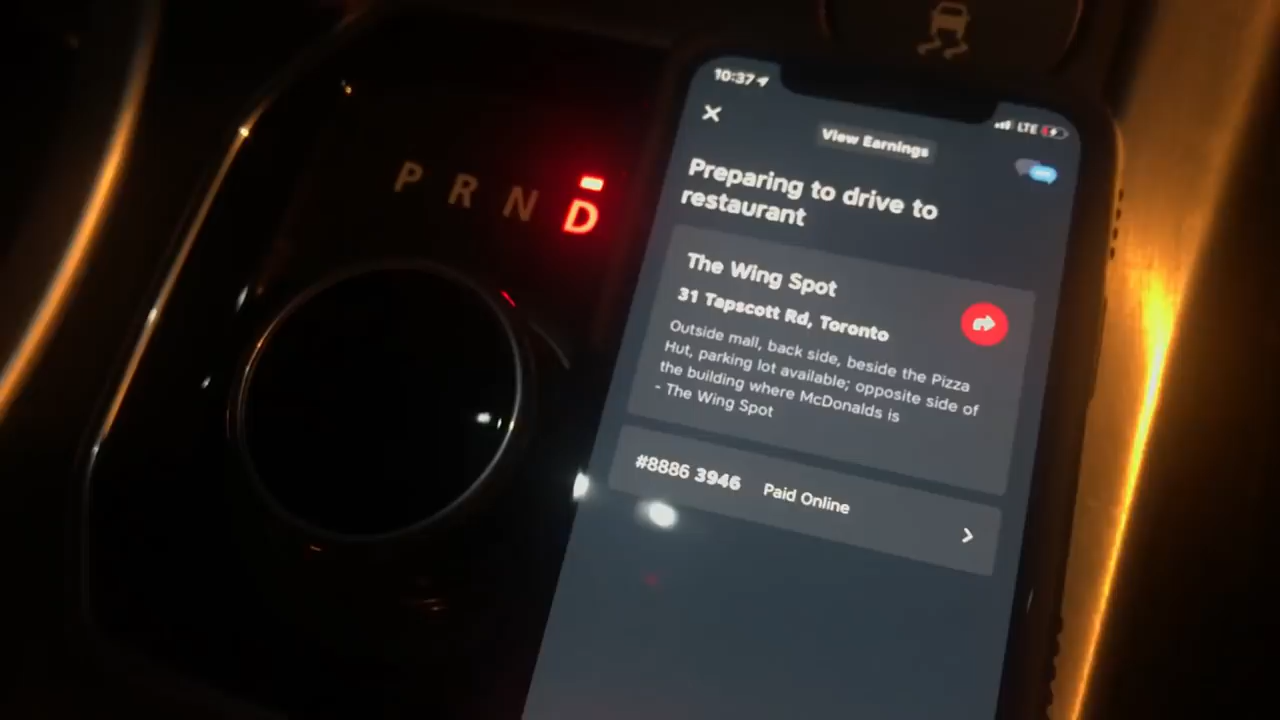 P R N D
10:37
LTE
View Earnings
Preparing to drive to
restaurant
The Wing Spot
31 Tapscott Rd, Toronto
Outside mall, back side, beside the Pizza
Hut, parking lot available; opposite side of
the building where McDonalds is
- The Wing Spot
#8886 3946 Paid Online